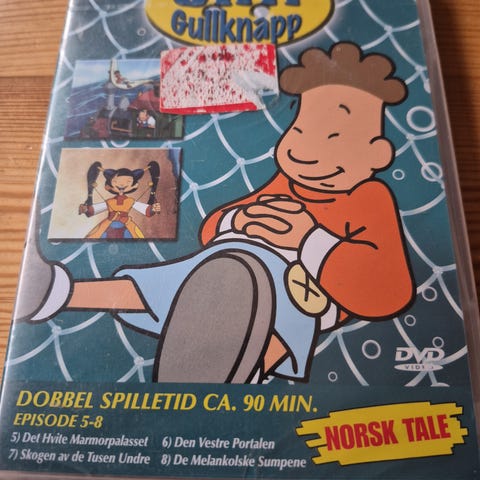 Gullknapp
DVD
VIDEO
DOBBEL SPILLETID CA. 90 MIN.
EPISODE 5-8
5) Det Hvite Marmorpalasset 6) Den Vestre Portalen
7) Skogen av de Tusen Undre 8) De Melankolske Sumpene
NORSK TALE